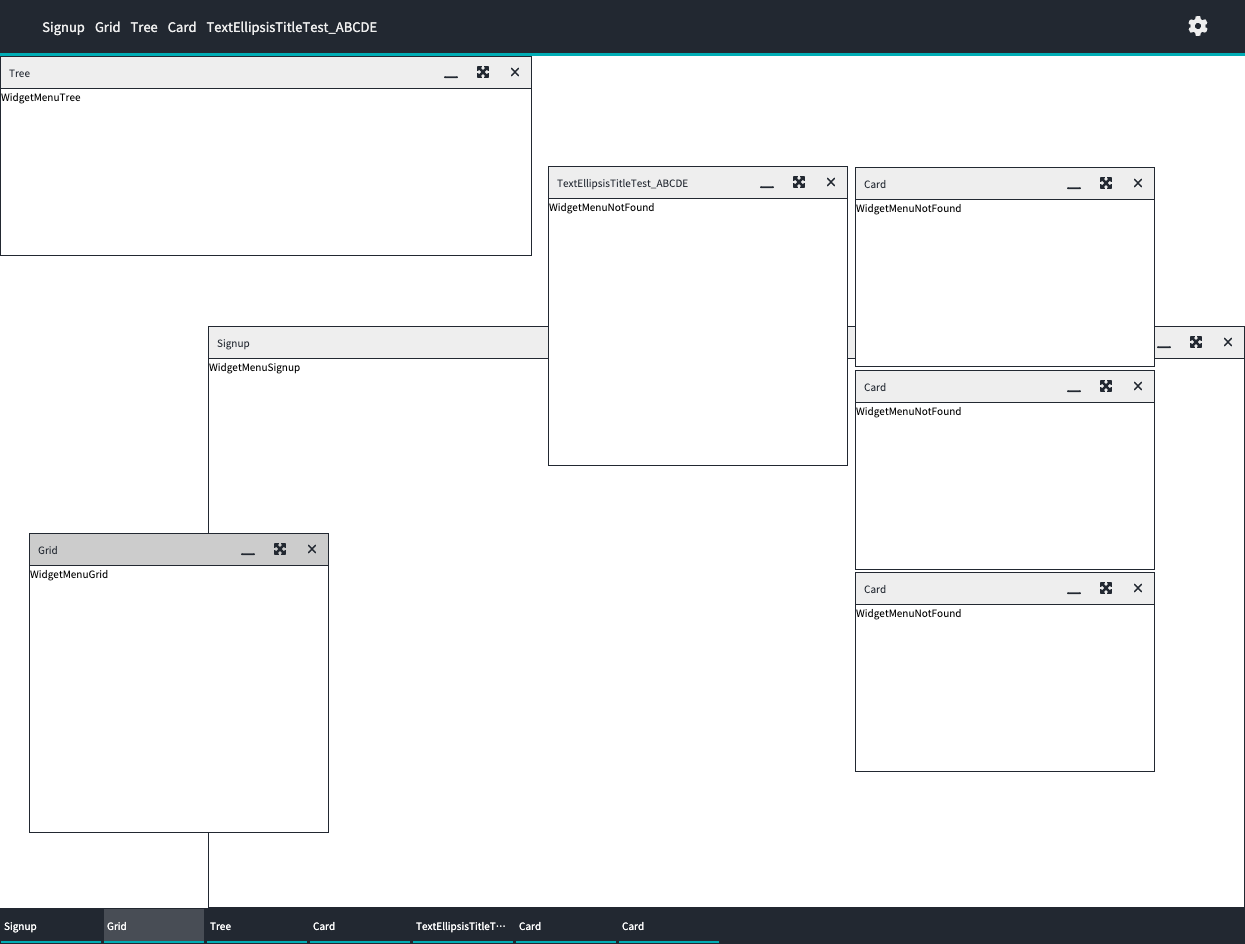 Signup Grid Tree Card TextEllipsisTitleTest_ABCDE
Tree
WidgetMenuTree
TextEllipsisTitleTest_ABCDE
WidgetMenuNotFound
Card
WidgetMenuNotFound
Signup
WidgetMenuSignup
Card
WidgetMenuNotFound
Grid
WidgetMenuGrid
Card
WidgetMenuNotFound
Signup Grid Tree Card TextEllipsisTitleT… Card Card